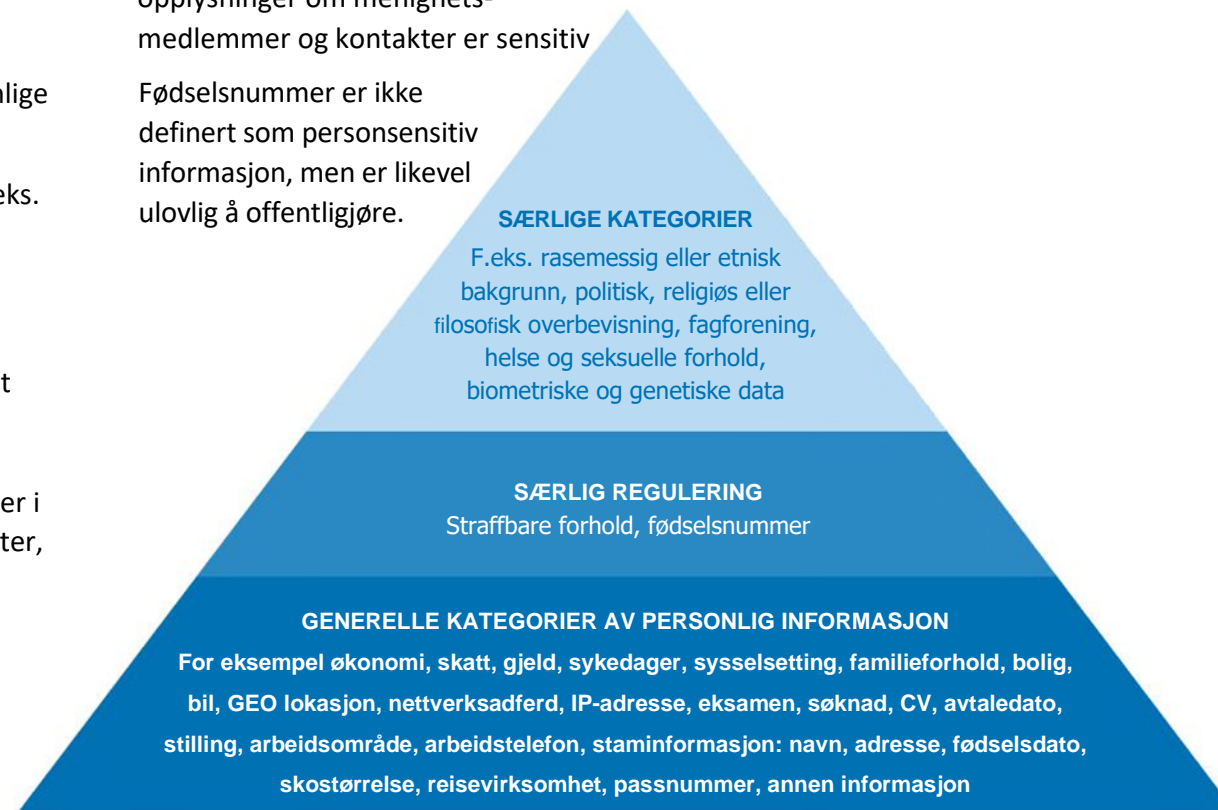 medlemmer og kontakter er sensitiv
Fødselsnummer er ikke
definert som personsensitiv
informasjon, men er likevel
ulovlig å offentligjøre.
eks.
er i
SÆRLIGE KATEGORIER
F.eks. rasemessig eller etnisk
bakgrunn, politisk, religiøs eller
filosofisk overbevisning, fagforening,
helse og seksuelle forhold,
biometriske og genetiske data
SÆRLIG REGULERING
Straffbare forhold, fødselsnummer
GENERELLE KATEGORIER AV PERSONLIG INFORMASJON
For eksempel økonomi, skatt, gjeld, sykedager, sysselsetting, familieforhold, bolig,
bil, GEO lokasjon, nettverksadferd, IP-adresse, eksamen, søknad, CV, avtaledato,
stilling, arbeidsområde, arbeidstelefon, staminformasjon: navn, adresse, fødselsdato,
skostørrelse, reisevirksomhet, passnummer, annen informasjon